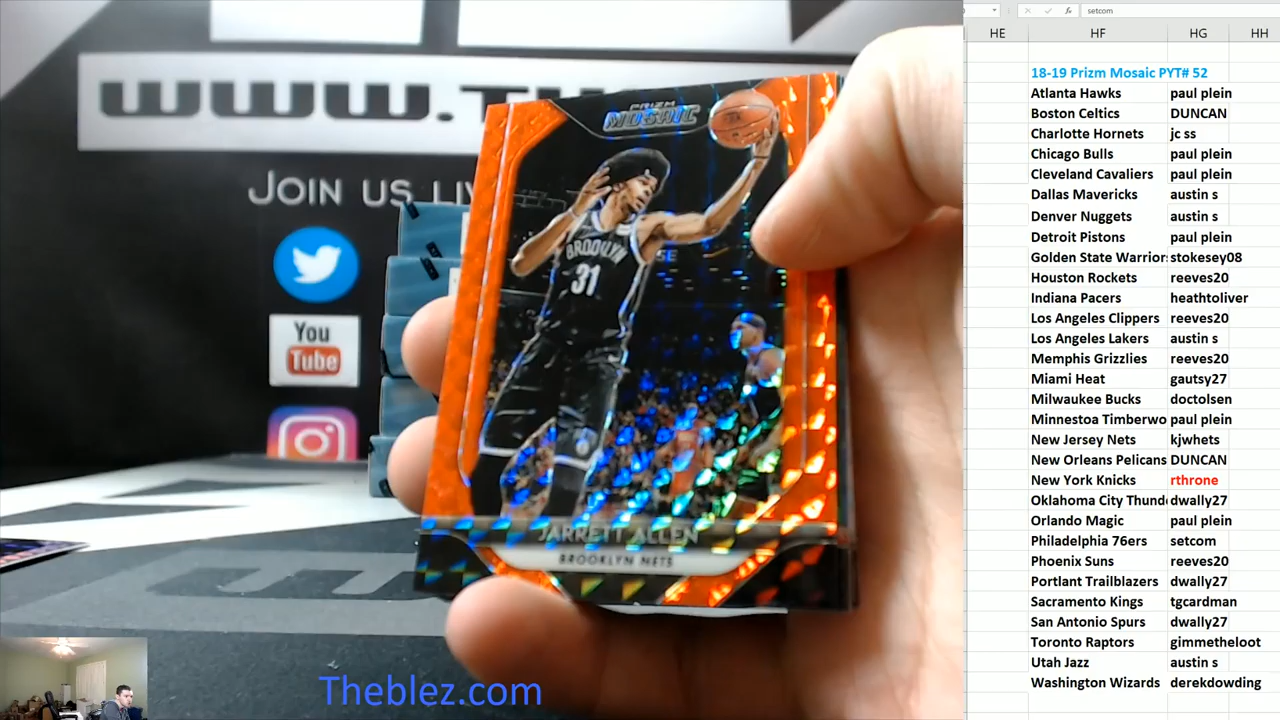 WWW.T
JOIN US LIV
You
Tube
PRIZM
MOSAIC
BROOKLYN
31
JARRETT ALLEN
BROOKLYN NETS
Theblez.com
setcom
HE HF HG HH
18-19 Prizm Mosaic PYT# 52
Atlanta Hawks paul plein
Boston Celtics DUNCAN
Charlotte Hornets jc ss
Chicago Bulls paul plein
Cleveland Cavaliers paul plein
Dallas Mavericks austin s
Denver Nuggets austin s
Detroit Pistons paul plein
Golden State Warrior stokesey08
Houston Rockets reeves20
Indiana Pacers heathtoliver
Los Angeles Clippers reeves20
Los Angeles Lakers austin s
Memphis Grizzlies reeves20
Miami Heat gautsy27
Milwaukee Bucks doctolsen
Minnestoa Timberwo paul plein
New Jersey Nets kjwhets
New Orleans Pelicans DUNCAN
New York Knicks rthrone
Oklahoma City Thund dwally27
Orlando Magic paul plein
Philadelphia 76ers setcom
Phoenix Suns reeves20
Portlant Trailblazers dwally27
Sacramento Kings tgcardman
San Antonio Spurs dwally27
Toronto Raptors gimmetheloot
Utah Jazz austin s
Washington Wizards derekdowding